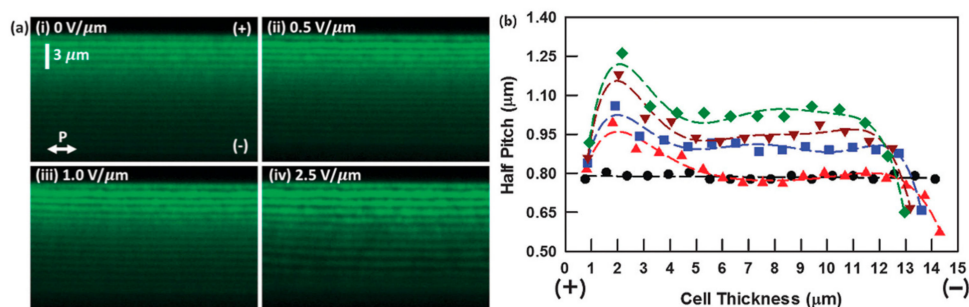 (a) (i) 0 V/μm (+)
3 μm
P
(-)
(ii) 0.5 V/μm
(iii) 1.0 V/μm
(iv) 2.5 V/μm
(b)
Half Pitch (μm)
1.40
1.25
1.10
0.95
0.80
0.65
0.50
0 1 2 3 4 5 6 7 8 9 10 11 12 13 14 15
(+) Cell Thickness (μm) (−)